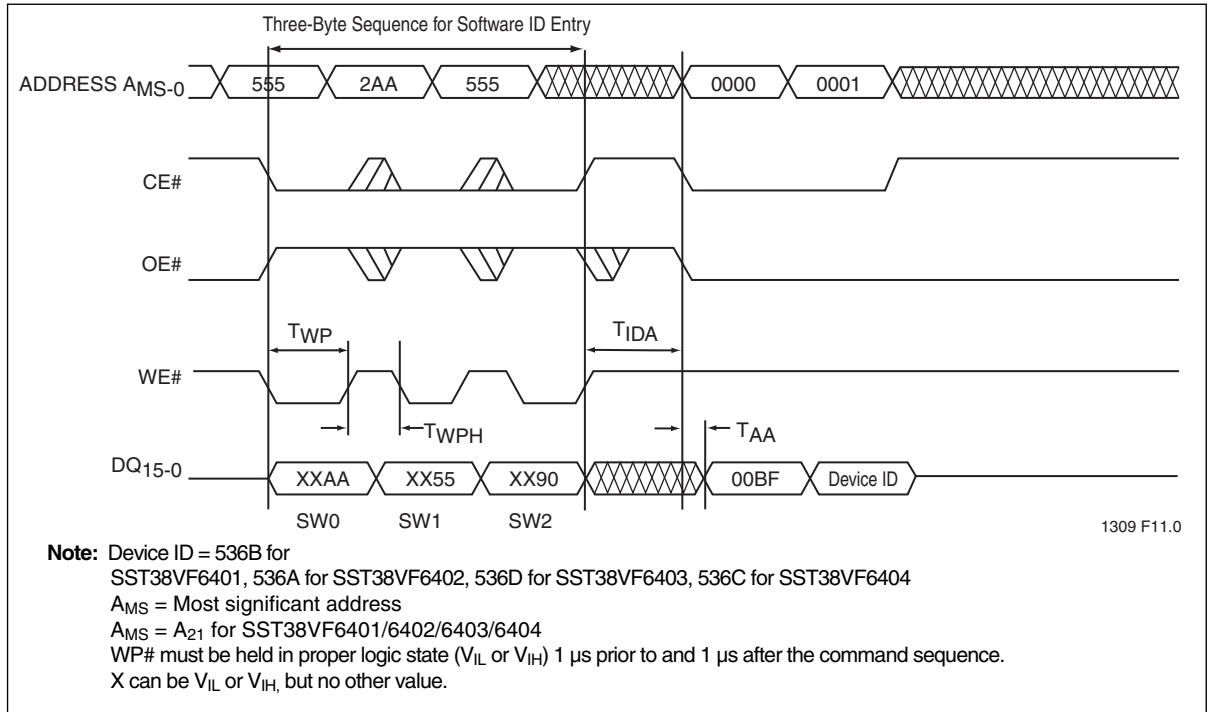 Three-Byte Sequence for Software ID Entry
ADDRESS AMS-0
555
2AA
555
0000
0001
CE#
OE#
TWP
TIDA
WE#
TWPH
TAA
DQ15-0
XXAA
XX55
XX90
00BF
Device ID
SW0
SW1
SW2
1309 F11.0
Note: Device ID = 536B for
SST38VF6401, 536A for SST38VF6402, 536D for SST38VF6403, 536C for SST38VF6404
AMS = Most significant address
AMS = A21 for SST38VF6401/6402/6403/6404
WP# must be held in proper logic state (VIL or VIH) 1 µs prior to and 1 µs after the command sequence.
X can be VIL or VIH, but no other value.